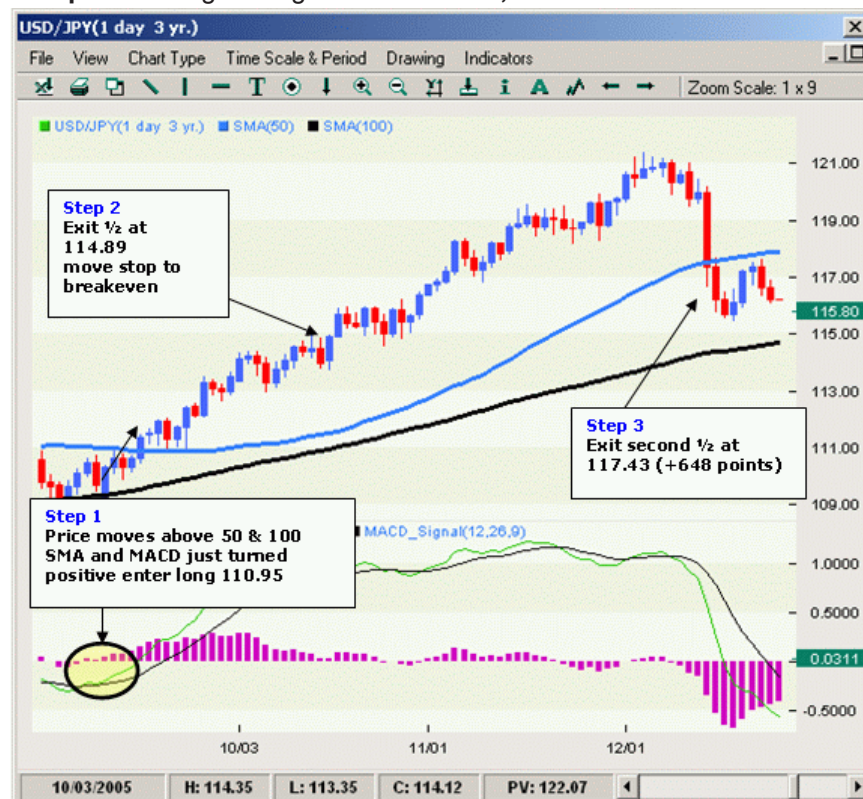 USD/JPY(1 day 3 yr.)
File View Chart Type Time Scale & Period Drawing Indicators
Zoom Scale: 1 x 9
USD/JPY(1 day 3 yr.) SMA(50) SMA(100)
121.00
119.00
117.00
115.80
115.00
113.00
111.00
109.00
Step 2
Exit ½ at
114.89
move stop to
breakeven
Step 3
Exit second ½ at
117.43 (+648 points)
Step 1
Price moves above 50 & 100
SMA and MACD just turned
positive enter long 110.95
MACD_Signal(12,26,9)
1.0000
0.5000
0.0311
-0.5000
10/03 11/01 12/01
10/03/2005 H: 114.35 L: 113.35 C: 114.12 PV: 122.07